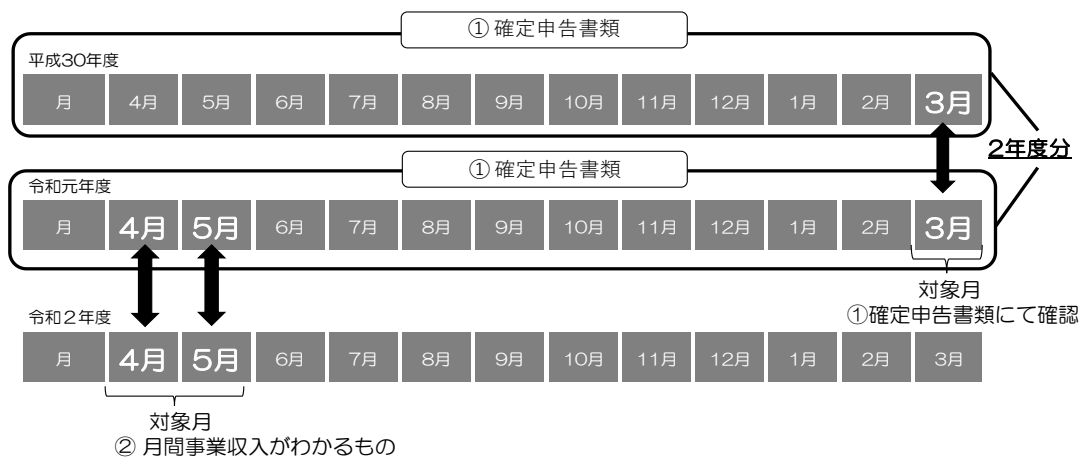 ① 確定申告書類
平成30年度
月 4月 5月 6月 7月 8月 9月 10月 11月 12月 1月 2月 3月
2年度分
① 確定申告書類
令和元年度
月 4月 5月 6月 7月 8月 9月 10月 11月 12月 1月 2月 3月
対象月
①確定申告書類にて確認
令和２年度
月 4月 5月 6月 7月 8月 9月 10月 11月 12月 1月 2月 3月
対象月
② 月間事業収入がわかるもの